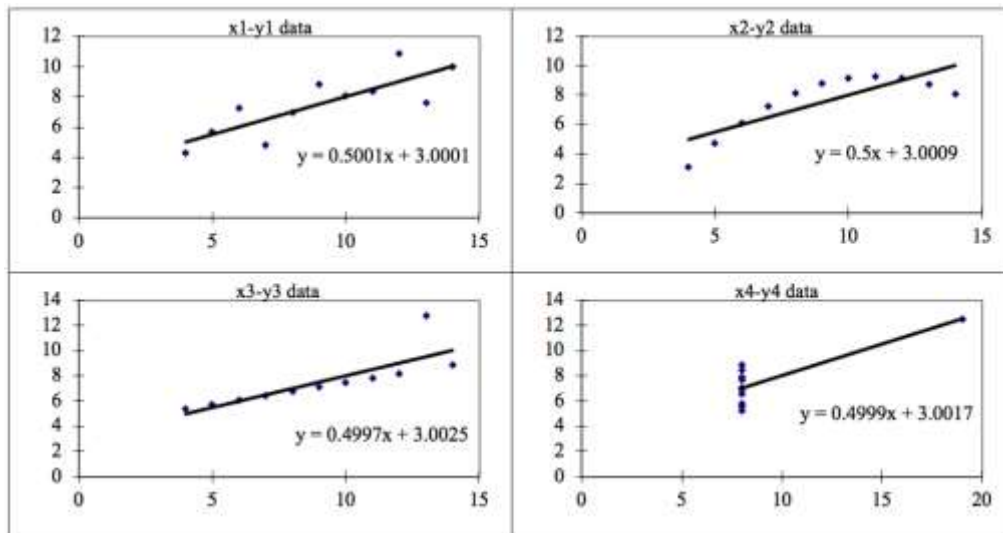 x1-y1 data
12
10
8
6
4
2
0
y = 0.5001x + 3.0001
0 5 10 15
x2-y2 data
12
10
8
6
4
2
0
y = 0.5x + 3.0009
0 5 10 15
x3-y3 data
14
12
10
8
6
4
2
0
y = 0.4997x + 3.0025
0 5 10 15
x4-y4 data
14
12
10
8
6
4
2
0
y = 0.4999x + 3.0017
0 5 10 15 20